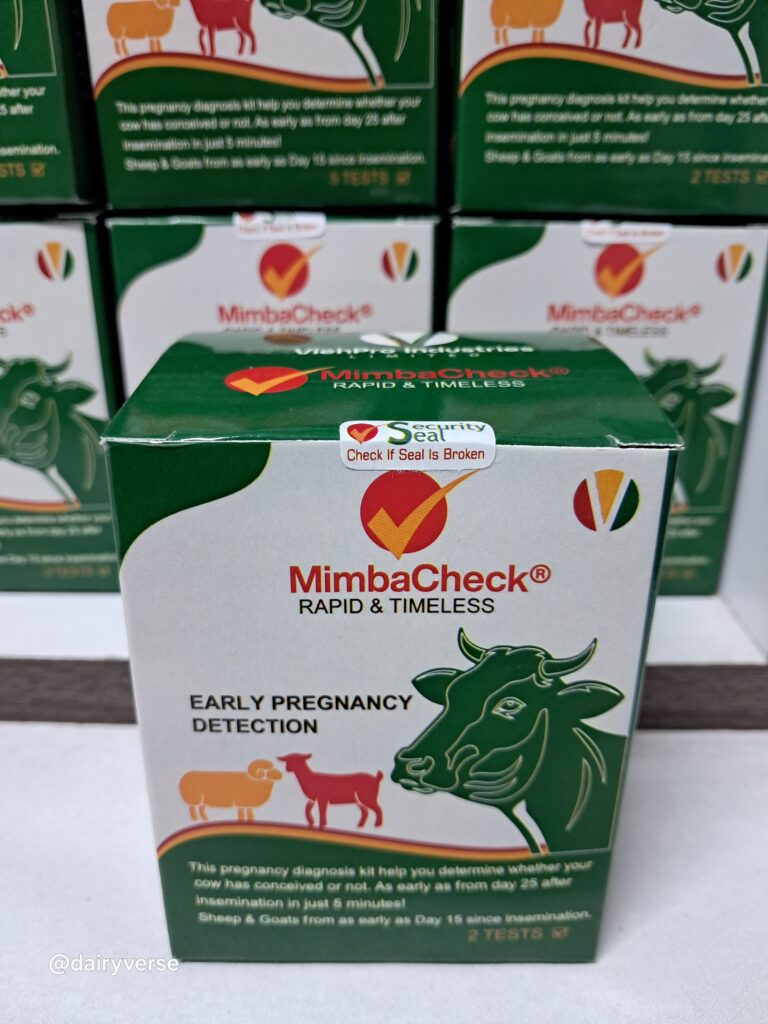 This pregnancy diagnosis kit help you determine whether your
cow has conceived or not. As early as from day 25 after
insemination in just 5 minutes!
Sheep & Goats from as early as Day 15 since insemination.
5 TESTS
This pregnancy diagnosis kit help you determine whether
cow has conceived or not. As early as from day 25
insemination in just 5 minutes!
Sheep & Goats from as early as Day 15 since
2 TESTS
MimbaCheck®
RAPID & TIMELESS
MimbaCheck®
RAPID & TIMELESS
ViehPro Industries
LIMITED
MimbaCheck®
RAPID & TIMELESS
Security
Seal
Check If Seal Is Broken
MimbaCheck®
RAPID & TIMELESS
EARLY PREGNANCY
DETECTION
This pregnancy diagnosis kit help you determine whether your
cow has conceived or not. As early as from day 25 after
insemination in just 5 minutes!
Sheep & Goats from as early as Day 15 since insemination.
2 TESTS
@dairyverse